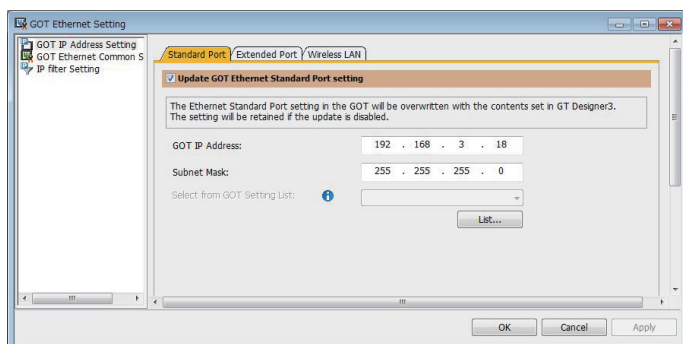 GOT Ethernet Setting
GOT IP Address Setting
GOT Ethernet Common S
IP filter Setting
Standard Port
Extended Port
Wireless LAN
Update GOT Ethernet Standard Port setting
The Ethernet Standard Port setting in the GOT will be overwritten with the contents set in GT Designer3.
The setting will be retained if the update is disabled.
GOT IP Address: 192 . 168 . 3 . 18
Subnet Mask: 255 . 255 . 255 . 0
Select from GOT Setting List:
List...
OK Cancel Apply